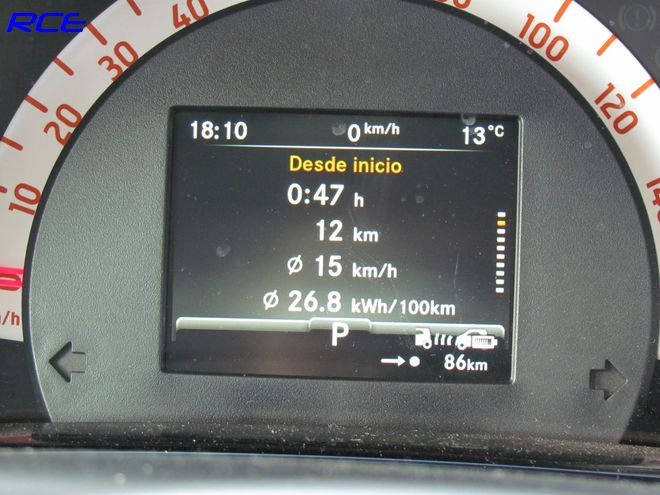 RCE
10
20
30
40
100
120
18:10 0 km/h 13°C
Desde inicio
0:47 h
12 km
ø 15 km/h
ø 26.8 kWh/100km
P
86km